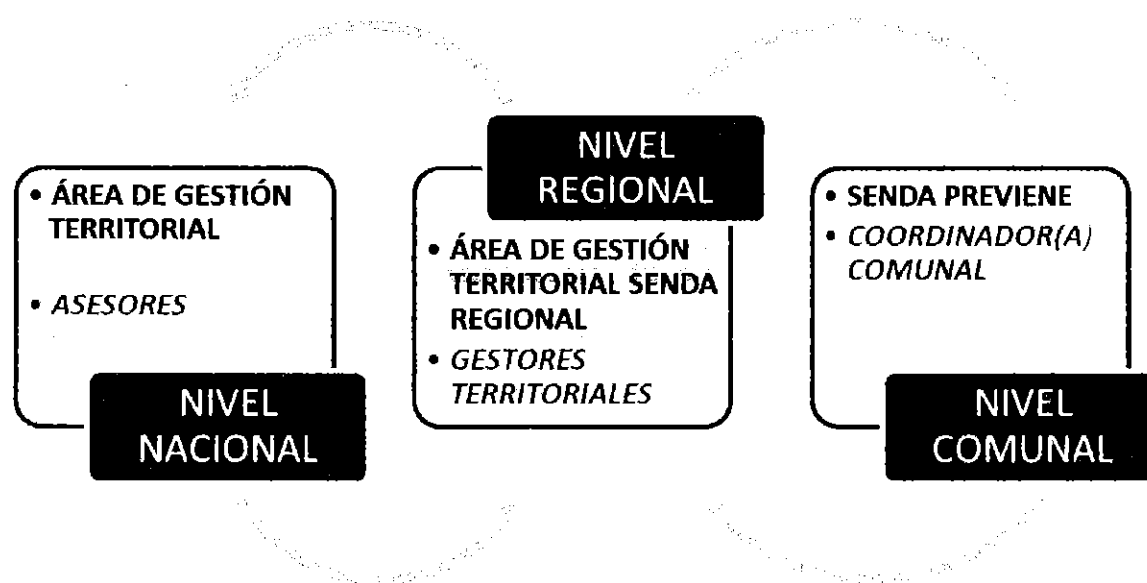 • ÁREA DE GESTIÓN
TERRITORIAL
• ASESORES
NIVEL
NACIONAL
NIVEL
REGIONAL
• ÁREA DE GESTIÓN
TERRITORIAL SENDA
REGIONAL
• GESTORES
TERRITORIALES
• SENDA PREVIENE
• COORDINADOR(A)
COMUNAL
NIVEL
COMUNAL